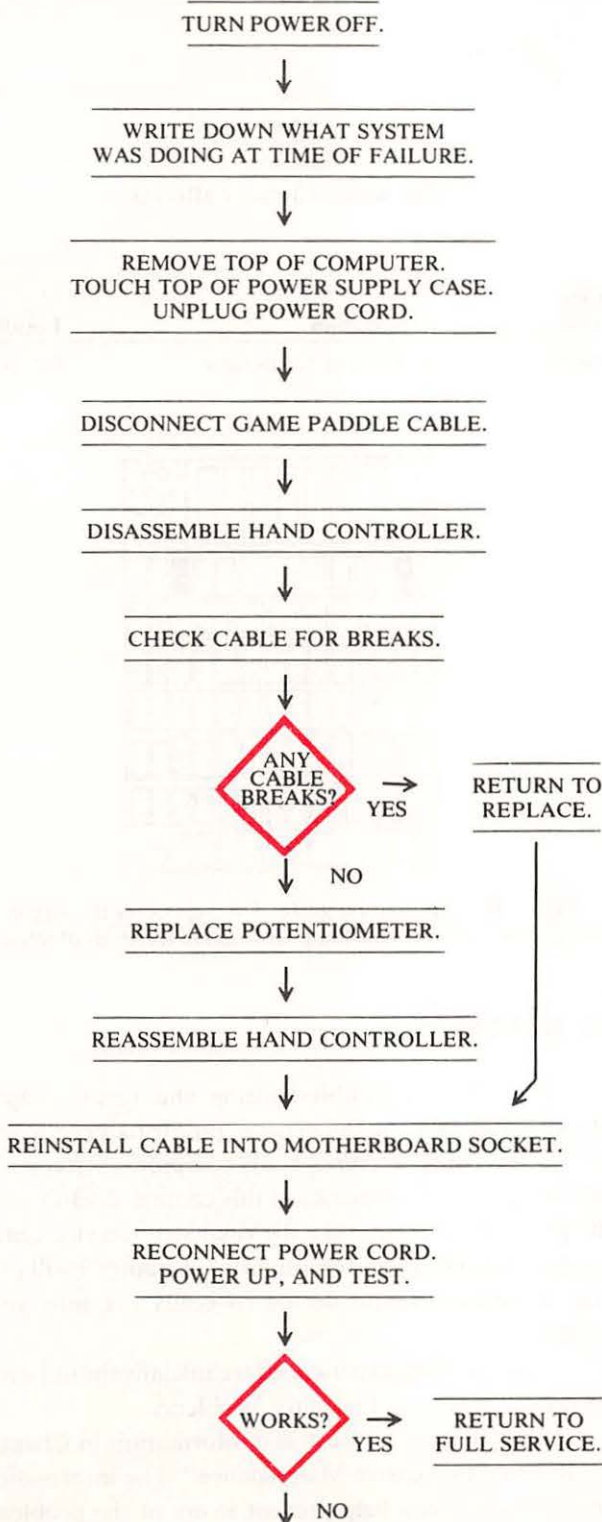 TURN POWER OFF.
WRITE DOWN WHAT SYSTEM
WAS DOING AT TIME OF FAILURE.
REMOVE TOP OF COMPUTER.
TOUCH TOP OF POWER SUPPLY CASE.
UNPLUG POWER CORD.
DISCONNECT GAME PADDLE CABLE.
DISASSEMBLE HAND CONTROLLER.
CHECK CABLE FOR BREAKS.
ANY
CABLE
BREAKS?
YES
RETURN TO
REPLACE.
NO
REPLACE POTENTIOMETER.
REASSEMBLE HAND CONTROLLER.
REINSTALL CABLE INTO MOTHERBOARD SOCKET.
RECONNECT POWER CORD.
POWER UP, AND TEST.
WORKS?
YES
RETURN TO
FULL SERVICE.
NO